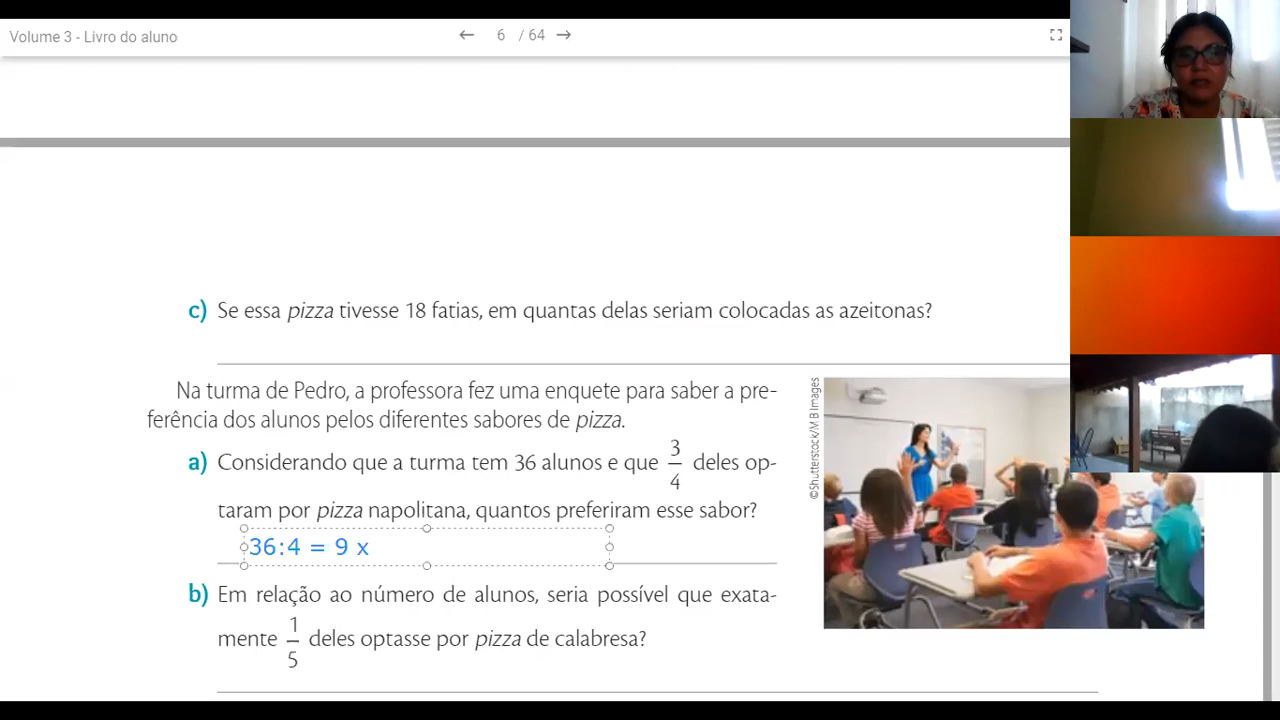 Volume 3 - Livro do aluno
← 6 / 64 →
c) Se essa pizza tivesse 18 fatias, em quantas delas seriam colocadas as azeitonas?
Na turma de Pedro, a professora fez uma enquete para saber a pre-
ferência dos alunos pelos diferentes sabores de pizza.
a) Considerando que a turma tem 36 alunos e que 3/4 deles op-
taram por pizza napolitana, quantos preferiram esse sabor?
36:4 = 9 x
b) Em relação ao número de alunos, seria possível que exata-
mente 1/5 deles optasse por pizza de calabresa?
©Shutterstock/M B Images